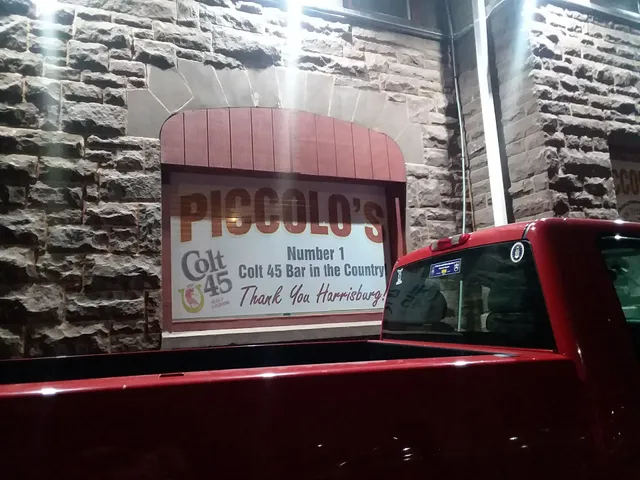 PICCOLO'S
Colt
45
Number 1
Colt 45 Bar in the Country
Thank You Harrisburg!